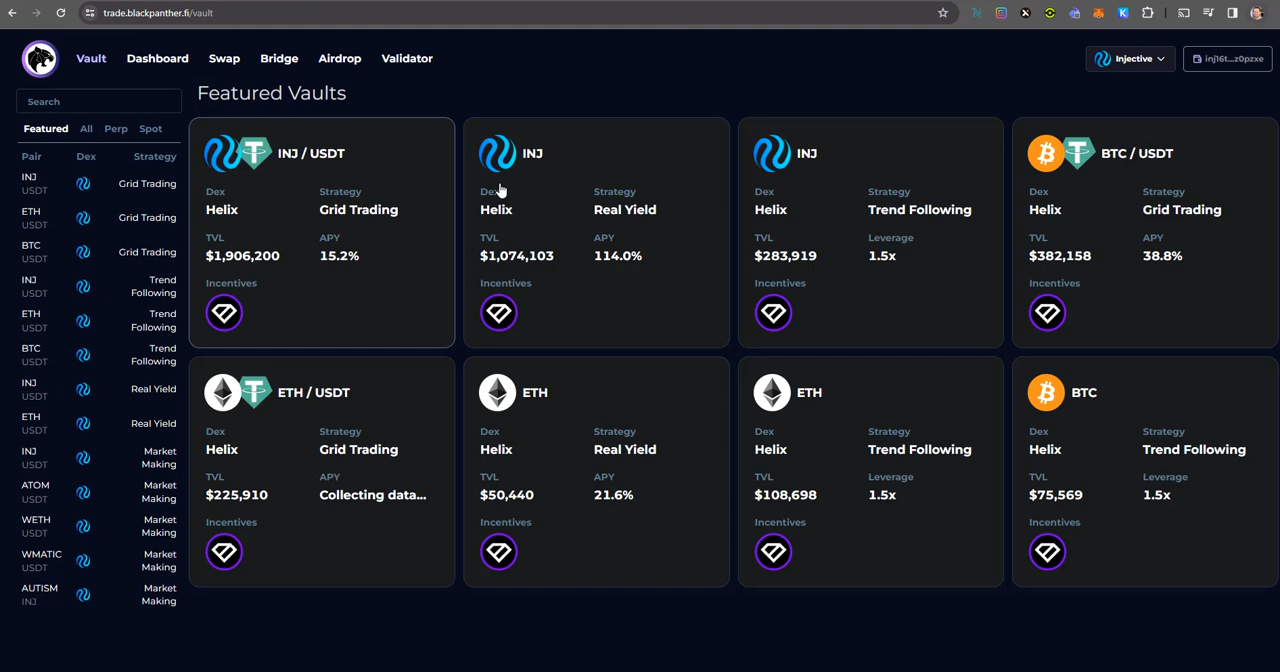 trade.blackpanther.fi/vault
Vault Dashboard Swap Bridge Airdrop Validator
Injective
inj16t...z0pzxe
Search
Featured All Perp Spot
Pair Dex Strategy
INJ
USDT
Grid Trading
ETH
USDT
Grid Trading
BTC
USDT
Grid Trading
INJ
USDT
Trend
Following
ETH
USDT
Trend
Following
BTC
USDT
Trend
Following
INJ
USDT
Real Yield
ETH
USDT
Real Yield
INJ
USDT
Market
Making
ATOM
USDT
Market
Making
WETH
USDT
Market
Making
WMATIC
USDT
Market
Making
AUTISM
INJ
Market
Making
Featured Vaults
INJ / USDT
Dex Strategy
Helix Grid Trading
TVL APY
$1,906,200 15.2%
Incentives
INJ
Dex Strategy
Helix Real Yield
TVL APY
$1,074,103 114.0%
Incentives
INJ
Dex Strategy
Helix Trend Following
TVL Leverage
$283,919 1.5x
Incentives
BTC / USDT
Dex Strategy
Helix Grid Trading
TVL APY
$382,158 38.8%
Incentives
ETH / USDT
Dex Strategy
Helix Grid Trading
TVL APY
$225,910 Collecting data...
Incentives
ETH
Dex Strategy
Helix Real Yield
TVL APY
$50,440 21.6%
Incentives
ETH
Dex Strategy
Helix Trend Following
TVL Leverage
$108,698 1.5x
Incentives
BTC
Dex Strategy
Helix Trend Following
TVL Leverage
$75,569 1.5x
Incentives